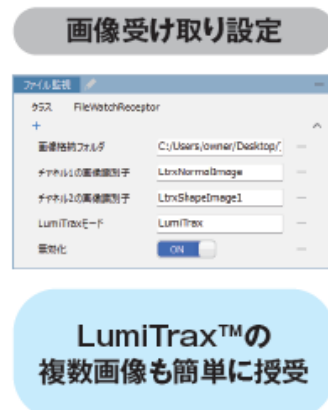 画像受け取り設定
ファイル監視
クラス FileWatchReceptor
+
画像格納フォルダ C:/Users/owner/Desktop/
チャネル1の画像識別子 LtrxNormalImage
チャネル2の画像識別子 LtrxShapeImage1
LumiTraxモード LumiTrax
無効化 ON
LumiTrax™の
複数画像も簡単に授受